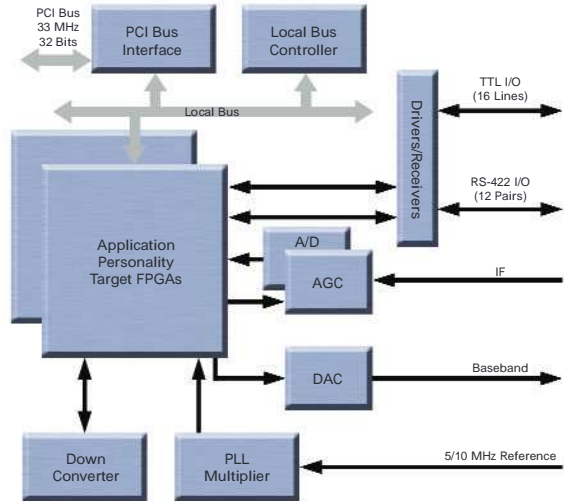 PCI Bus
33 MHz
32 Bits
PCI Bus
Interface
Local Bus
Controller
Local Bus
Drivers/Receivers
TTL I/O
(16 Lines)
RS-422 I/O
(12 Pairs)
Application
Personality
Target FPGAs
A/D
AGC
IF
DAC
Baseband
Down
Converter
PLL
Multiplier
5/10 MHz Reference